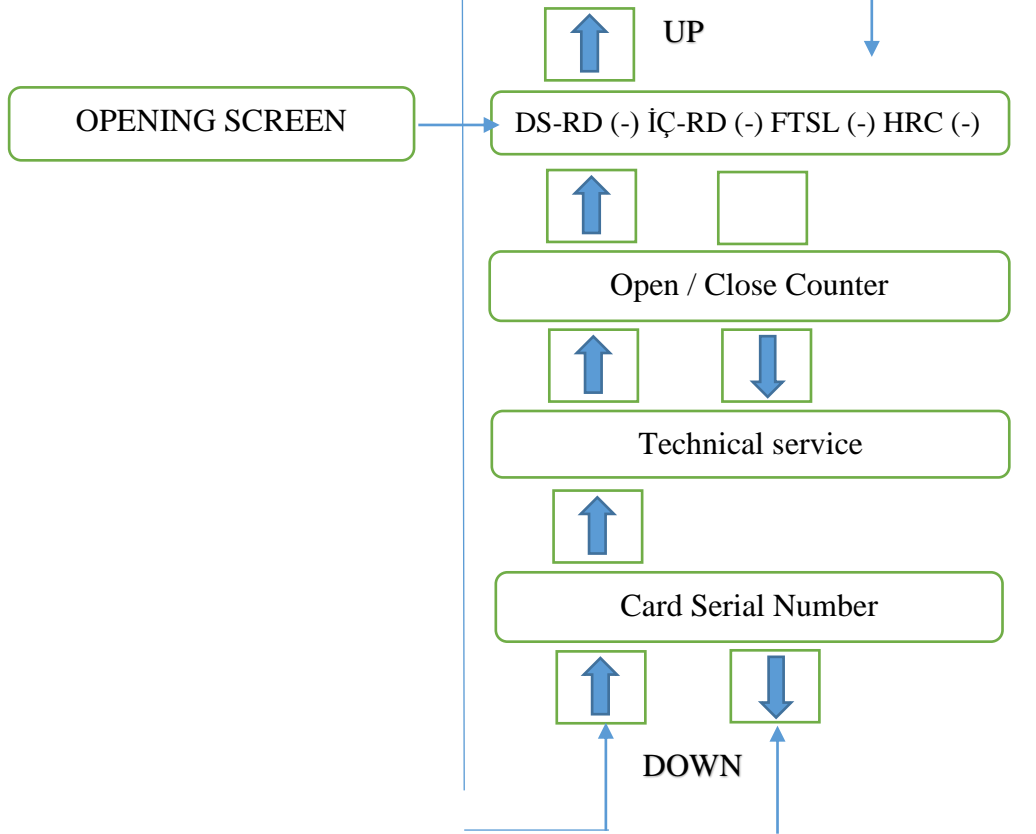 UP
OPENING SCREEN
DS-RD (-) İÇ-RD (-) FTSL (-) HRC (-)
Open / Close Counter
Technical service
Card Serial Number
DOWN